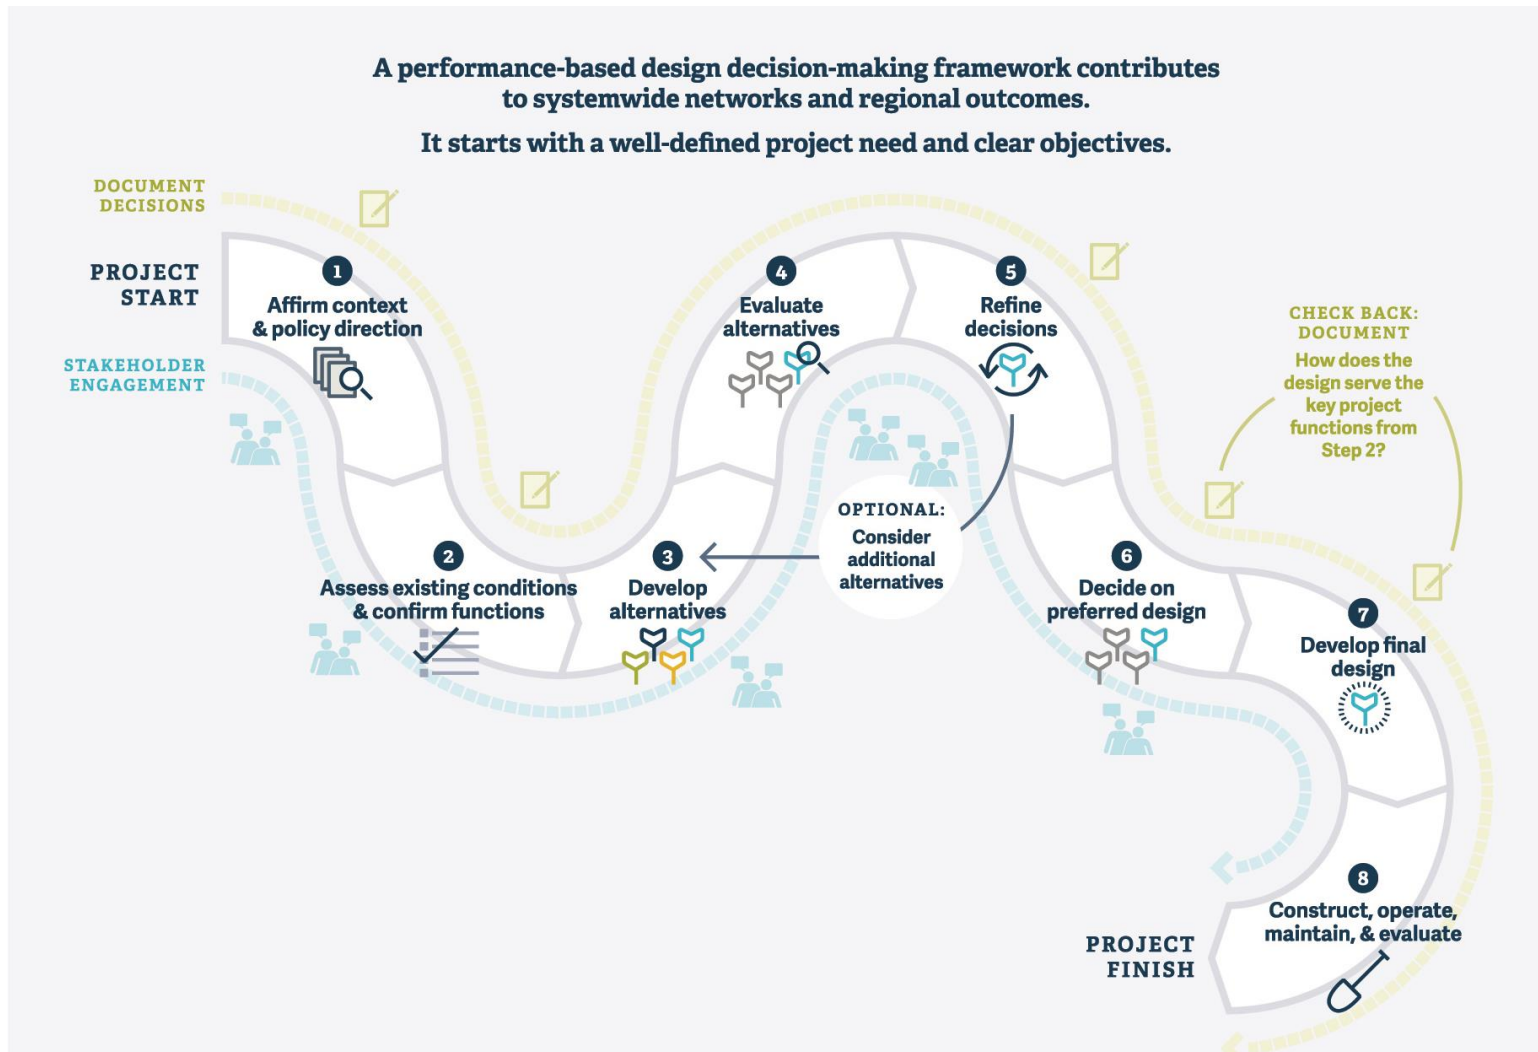 A performance-based design decision-making framework contributes
to systemwide networks and regional outcomes.
It starts with a well-defined project need and clear objectives.
DOCUMENT
DECISIONS
PROJECT
START
STAKEHOLDER
ENGAGEMENT
1
Affirm context
& policy direction
2
Assess existing conditions
& confirm functions
3
Develop
alternatives
4
Evaluate
alternatives
5
Refine
decisions
OPTIONAL:
Consider
additional
alternatives
6
Decide on
preferred design
CHECK BACK:
DOCUMENT
How does the
design serve the
key project
functions from
Step 2?
7
Develop final
design
8
Construct, operate,
maintain, & evaluate
PROJECT
FINISH